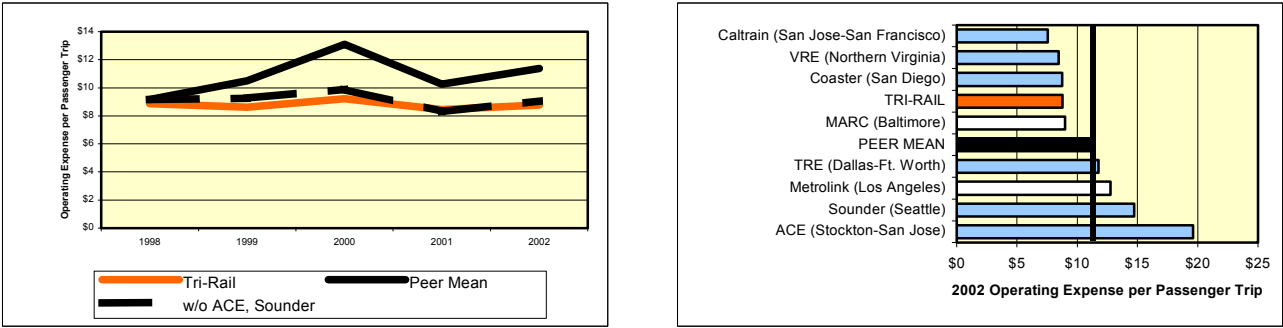 $14
$12
$10
$8
$6
$4
$2
$0
Operating Expense per Passenger Trip
1998 1999 2000 2001 2002
Tri-Rail Peer Mean
w/o ACE, Sounder
Caltrain (San Jose-San Francisco)
VRE (Northern Virginia)
Coaster (San Diego)
TRI-RAIL
MARC (Baltimore)
PEER MEAN
TRE (Dallas-Ft. Worth)
Metrolink (Los Angeles)
Sounder (Seattle)
ACE (Stockton-San Jose)
$0 $5 $10 $15 $20 $25
2002 Operating Expense per Passenger Trip